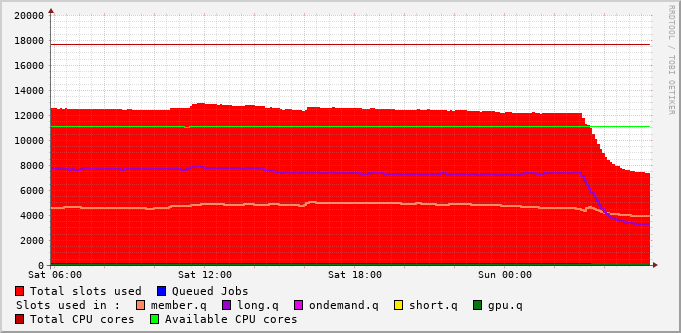 20000
18000
16000
14000
12000
10000
8000
6000
4000
2000
0
Sat 06:00 Sat 12:00 Sat 18:00 Sun 00:00
RRDTOOL / TOBI OETIKER
Total slots used Queued Jobs
Slots used in : member.q long.q ondemand.q short.q gpu.q
Total CPU cores Available CPU cores